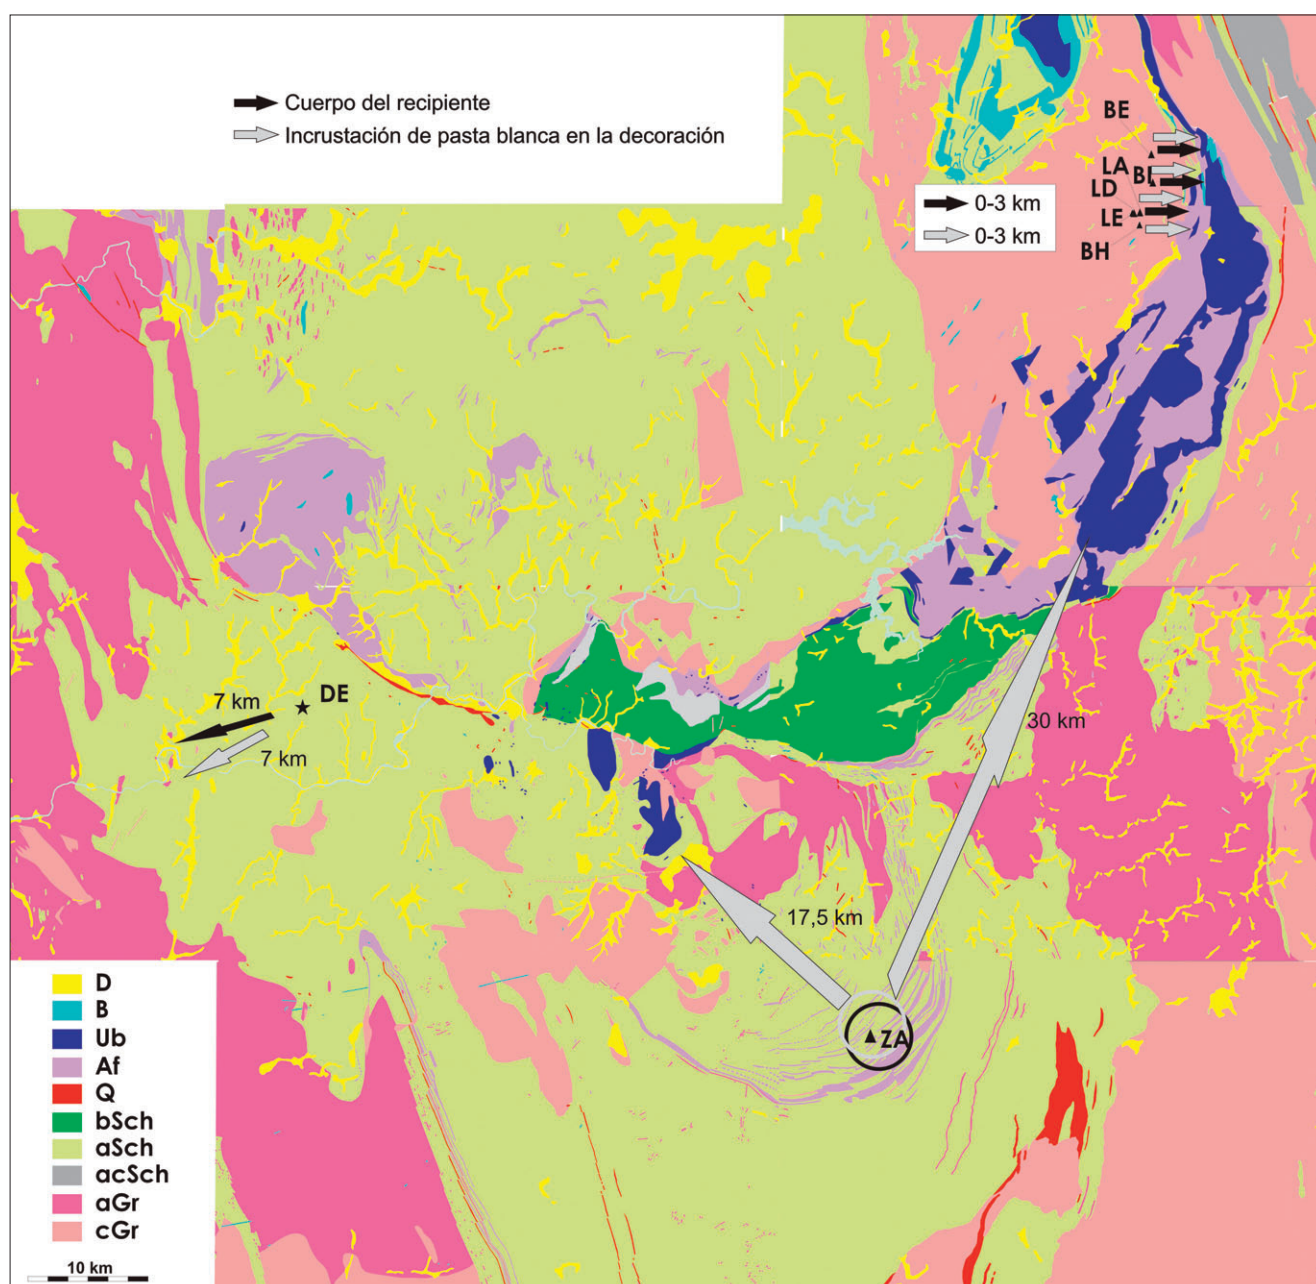 Cuerpo del recipiente
Incrustación de pasta blanca en la decoración
BE
LA
BI
LD
LE
BH
0-3 km
0-3 km
7 km
DE
7 km
30 km
17,5 km
ZA
D
B
Ub
Af
Q
bSch
aSch
acSch
aGr
cGr
10 km